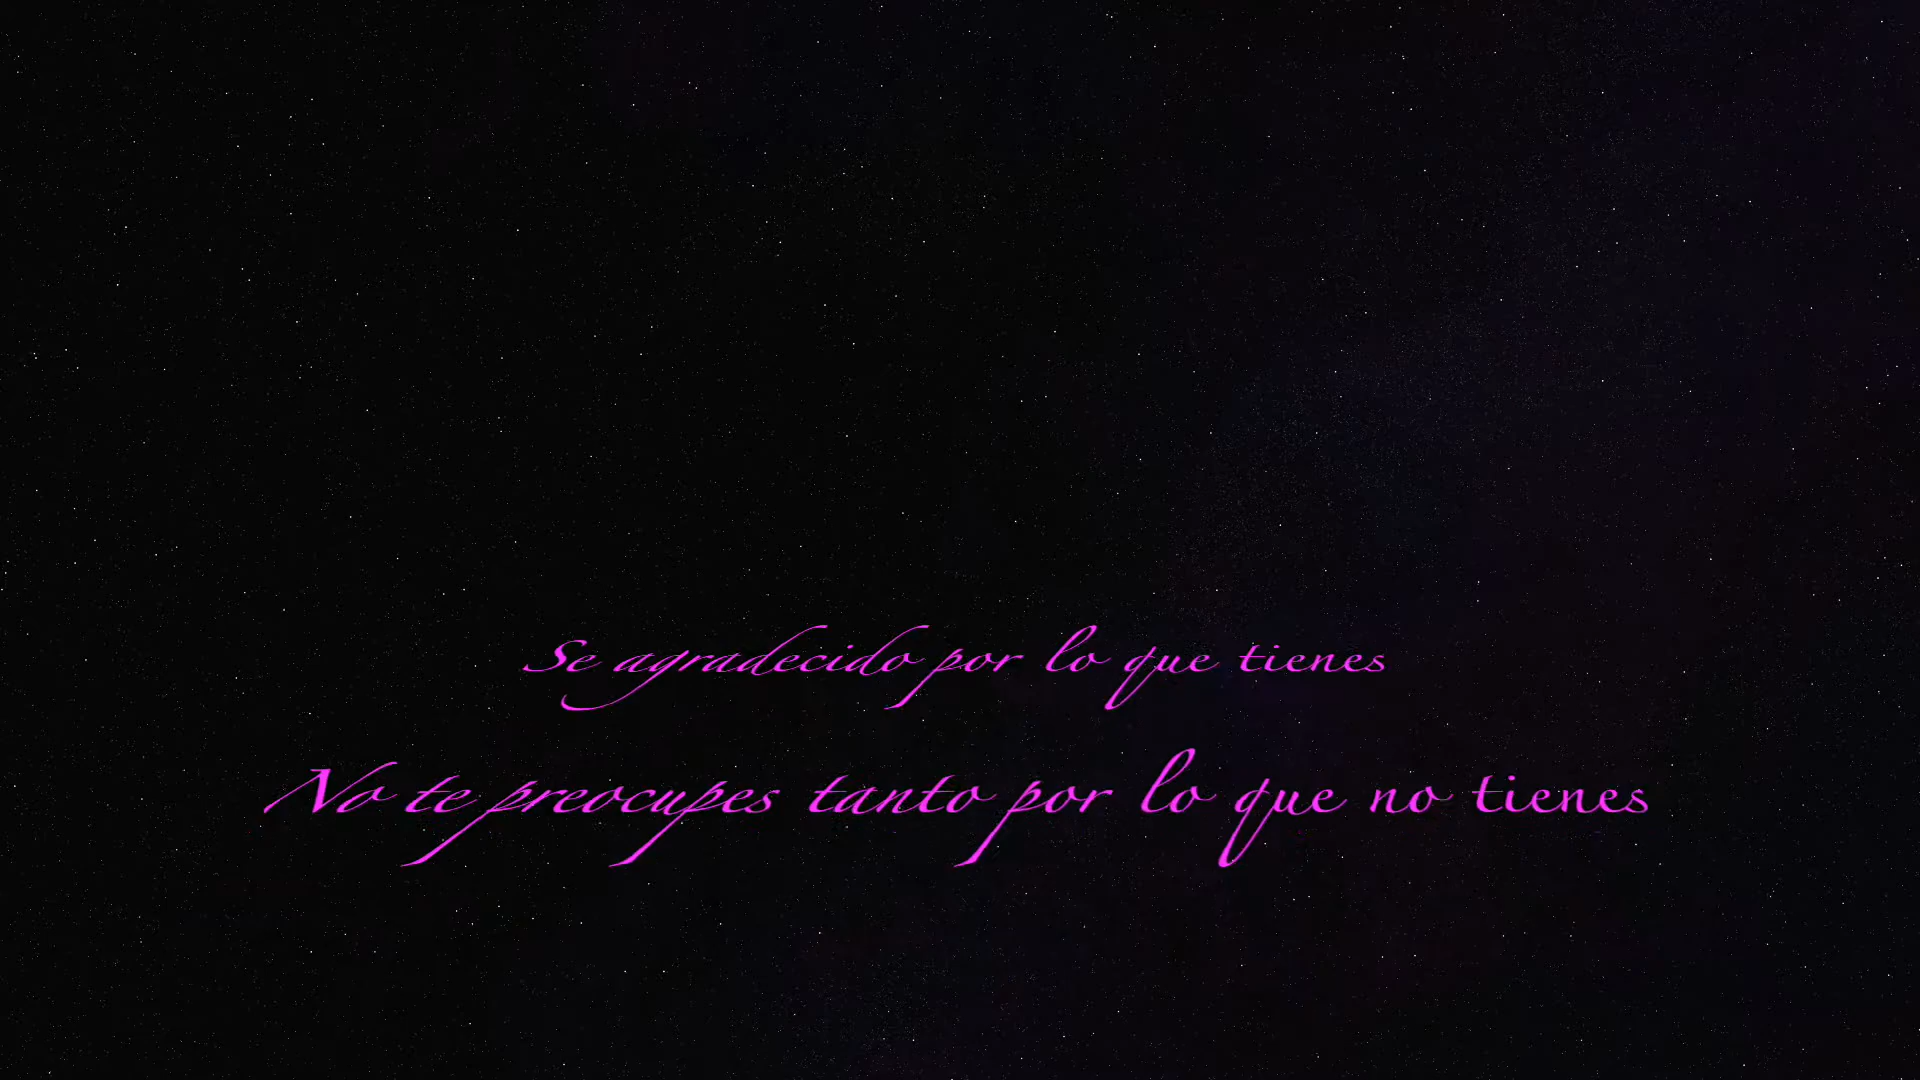 Se agradecido por lo que tienes
No te preocupes tanto por lo que no tienes